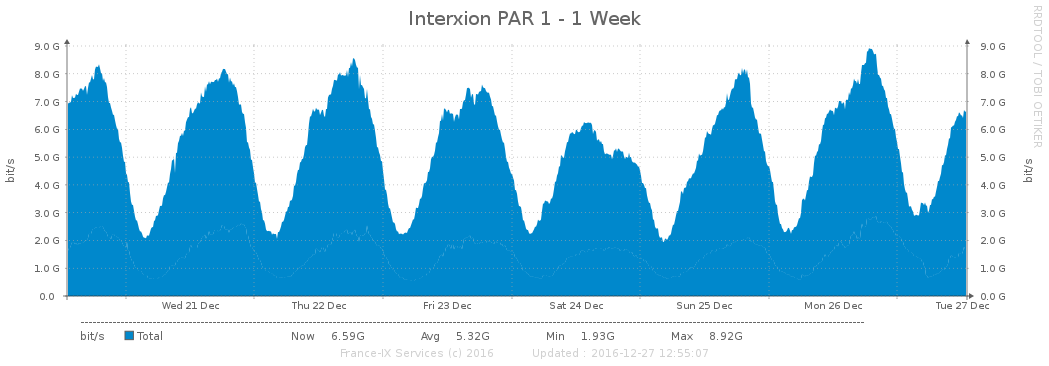 Interxion PAR 1 - 1 Week
RRDTOOL / TOBI OETIKER
9.0 G 9.0 G
8.0 G 8.0 G
7.0 G 7.0 G
6.0 G 6.0 G
5.0 G 5.0 G
4.0 G 4.0 G
3.0 G 3.0 G
2.0 G 2.0 G
1.0 G 1.0 G
0.0 0.0 G
bit/s bit/s
Wed 21 Dec Thu 22 Dec Fri 23 Dec Sat 24 Dec Sun 25 Dec Mon 26 Dec Tue 27 Dec
bit/s Total Now 6.59G Avg 5.32G Min 1.93G Max 8.92G
France-IX Services (c) 2016 Updated : 2016-12-27 12:55:07